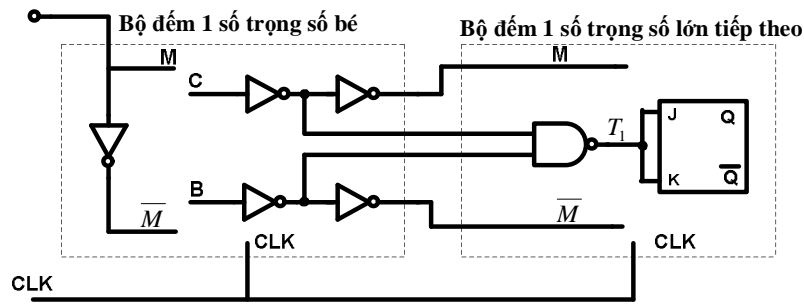 Bộ đếm 1 số trọng số bé
Bộ đếm 1 số trọng số lớn tiếp theo
M
M
C
T1
J Q
K Q̅
B
M̅
M̅
CLK
CLK
CLK